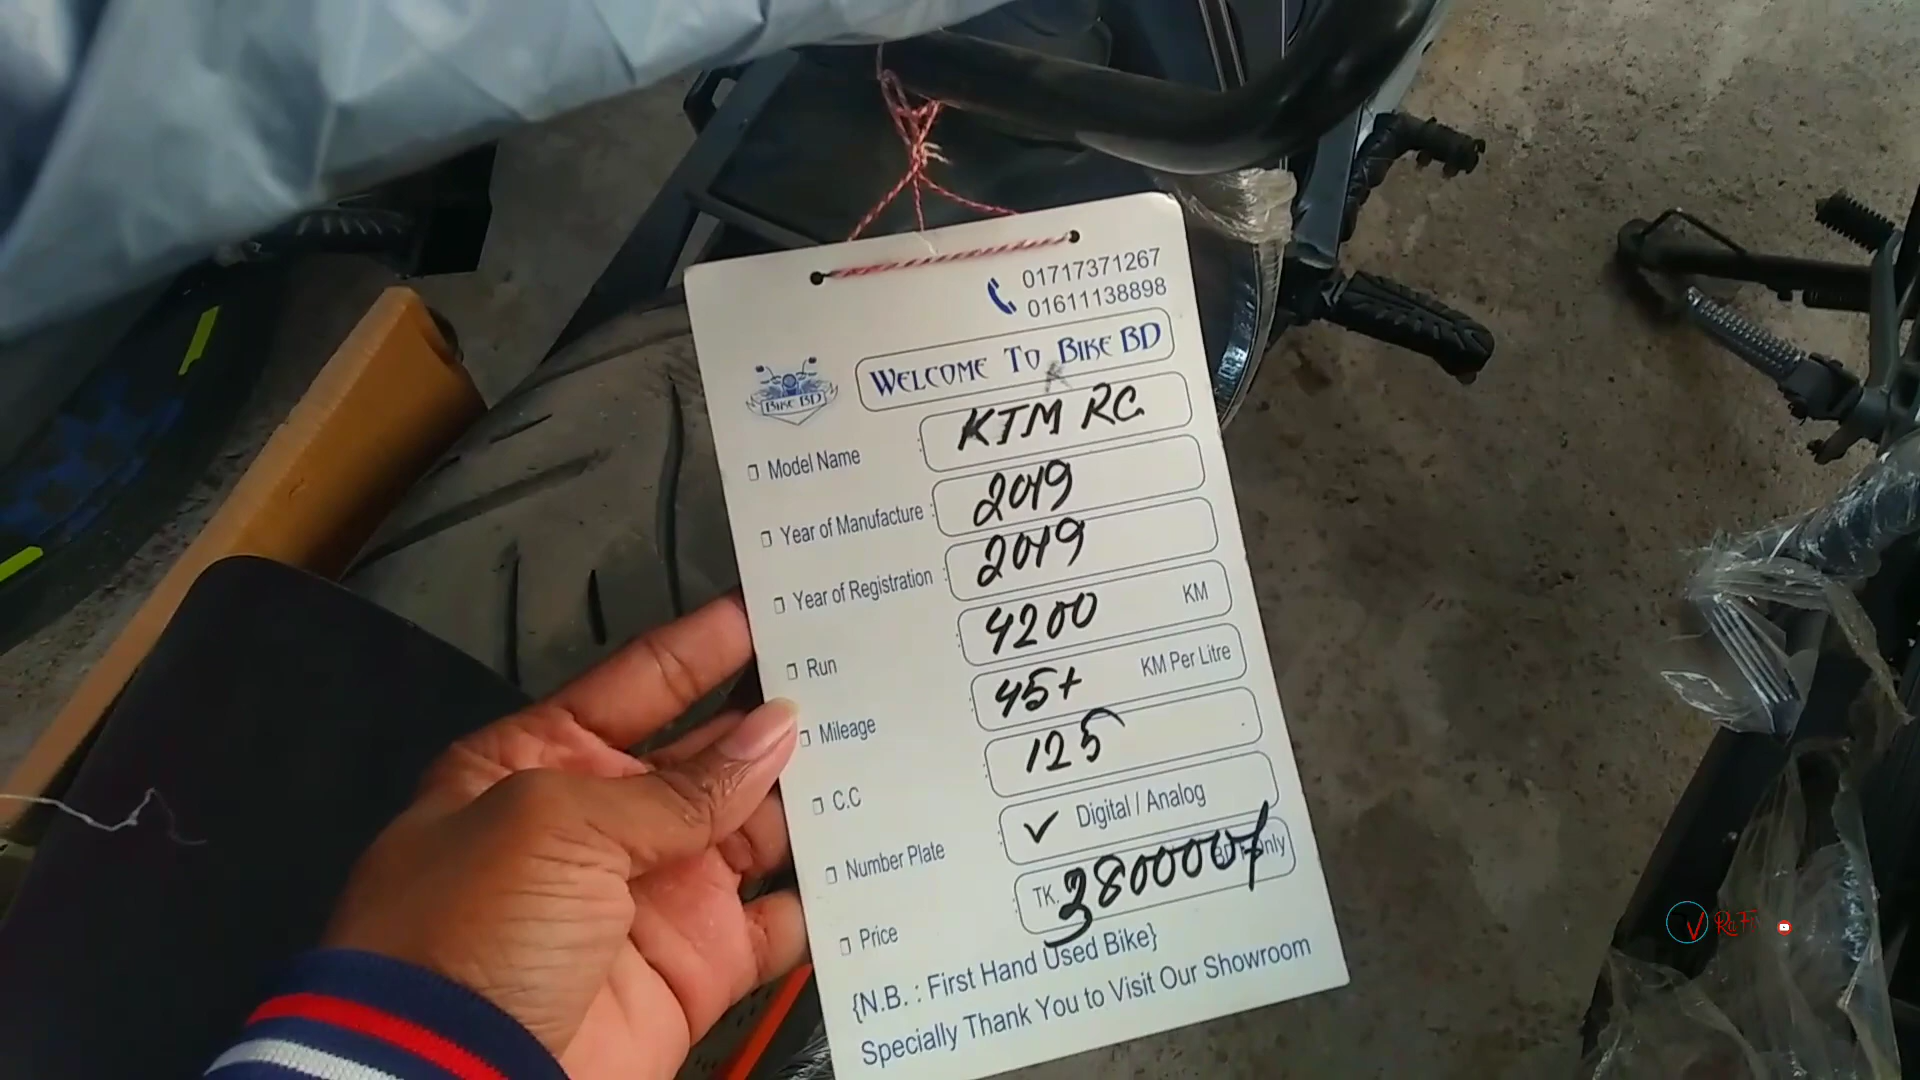 01717371267
01611138898
BIKE BD
WELCOME TO BIKE BD
Model Name : KTM RC
Year of Manufacture : 2019
Year of Registration : 2019
Run : 4200 KM
Mileage : 45+ KM Per Litre
C.C : 125
Number Plate : ✓ Digital / Analog
Price : TK. 380000/ only
{N.B. : First Hand Used Bike}
Specially Thank You to Visit Our Showroom